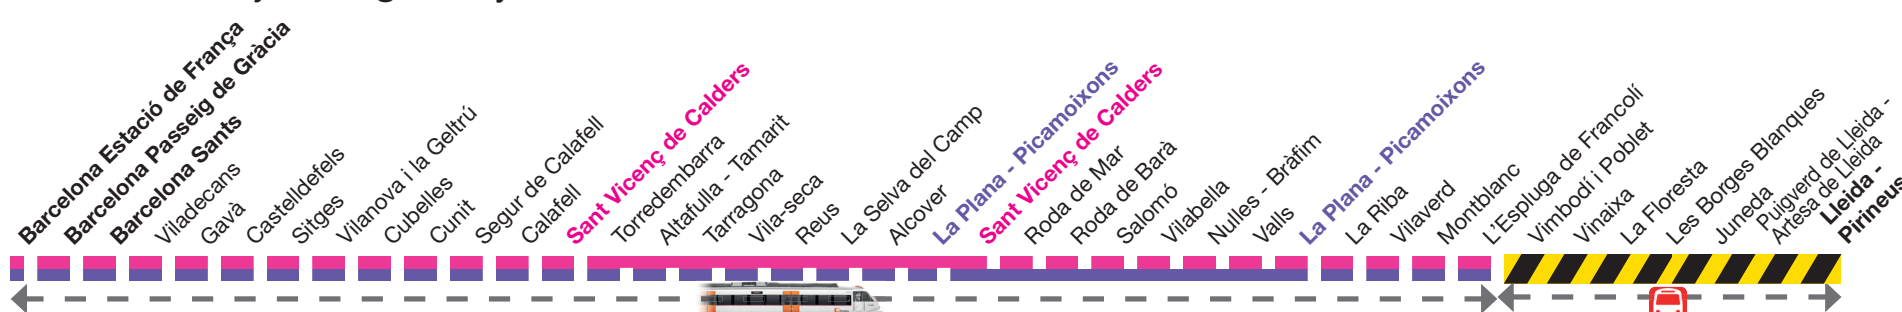 Barcelona Estació de França
Barcelona Passeig de Gràcia
Barcelona Sants
Viladecans
Gavà
Castelldefels
Sitges
Vilanova i la Geltrú
Cubelles
Cunit
Segur de Calafell
Calafell
Sant Vicenç de Calders
Torredembarra
Altafulla - Tamarit
Tarragona
Vila-seca
Reus
La Selva del Camp
Alcover
La Plana - Picamoixons
Sant Vicenç de Calders
Roda de Mar
Roda de Barà
Salomó
Vilabella
Nulles - Bràfim
Valls
La Plana - Picamoixons
La Riba
Vilaverd
Montblanc
L'Espluga de Francolí
Vimbodí i Poblet
Vinaixa
La Floresta
Les Borges Blanques
Juneda
Puigverd de Lleida -
Artesa de Lleida
Lleida -
Pirineus